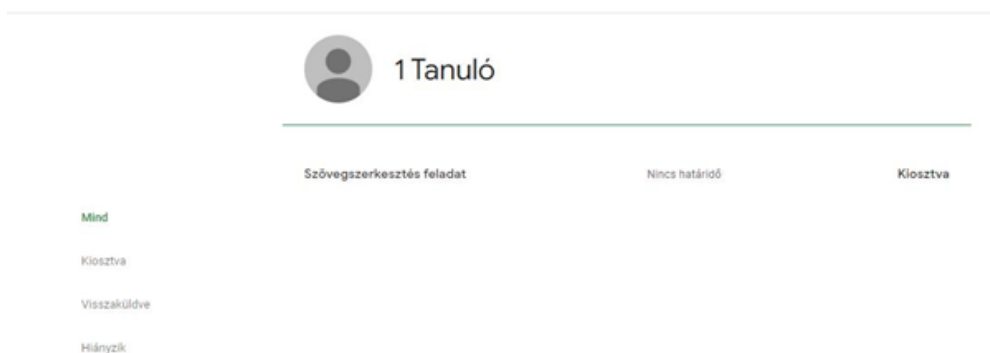 1 Tanuló
Szövegszerkesztés feladat Nincs határidő Kiosztva
Mind
Kiosztva
Visszaküldve
Hiányzik